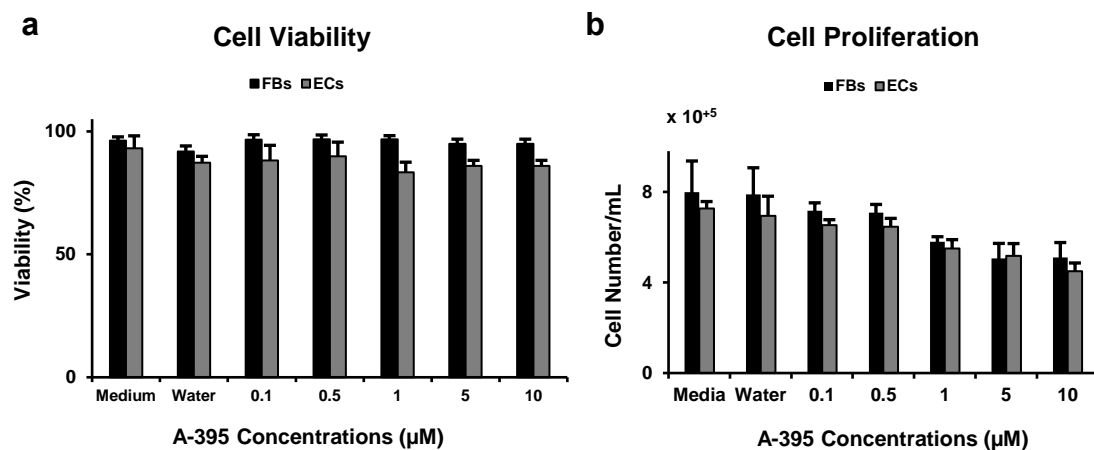 a
Cell Viability
FBs ECs
Viability (%)
100
50
0
Medium Water 0.1 0.5 1 5 10
A-395 Concentrations (µM)
b
Cell Proliferation
FBs ECs
x 10+5
Cell Number/mL
8
4
0
Media Water 0.1 0.5 1 5 10
A-395 Concentrations (µM)